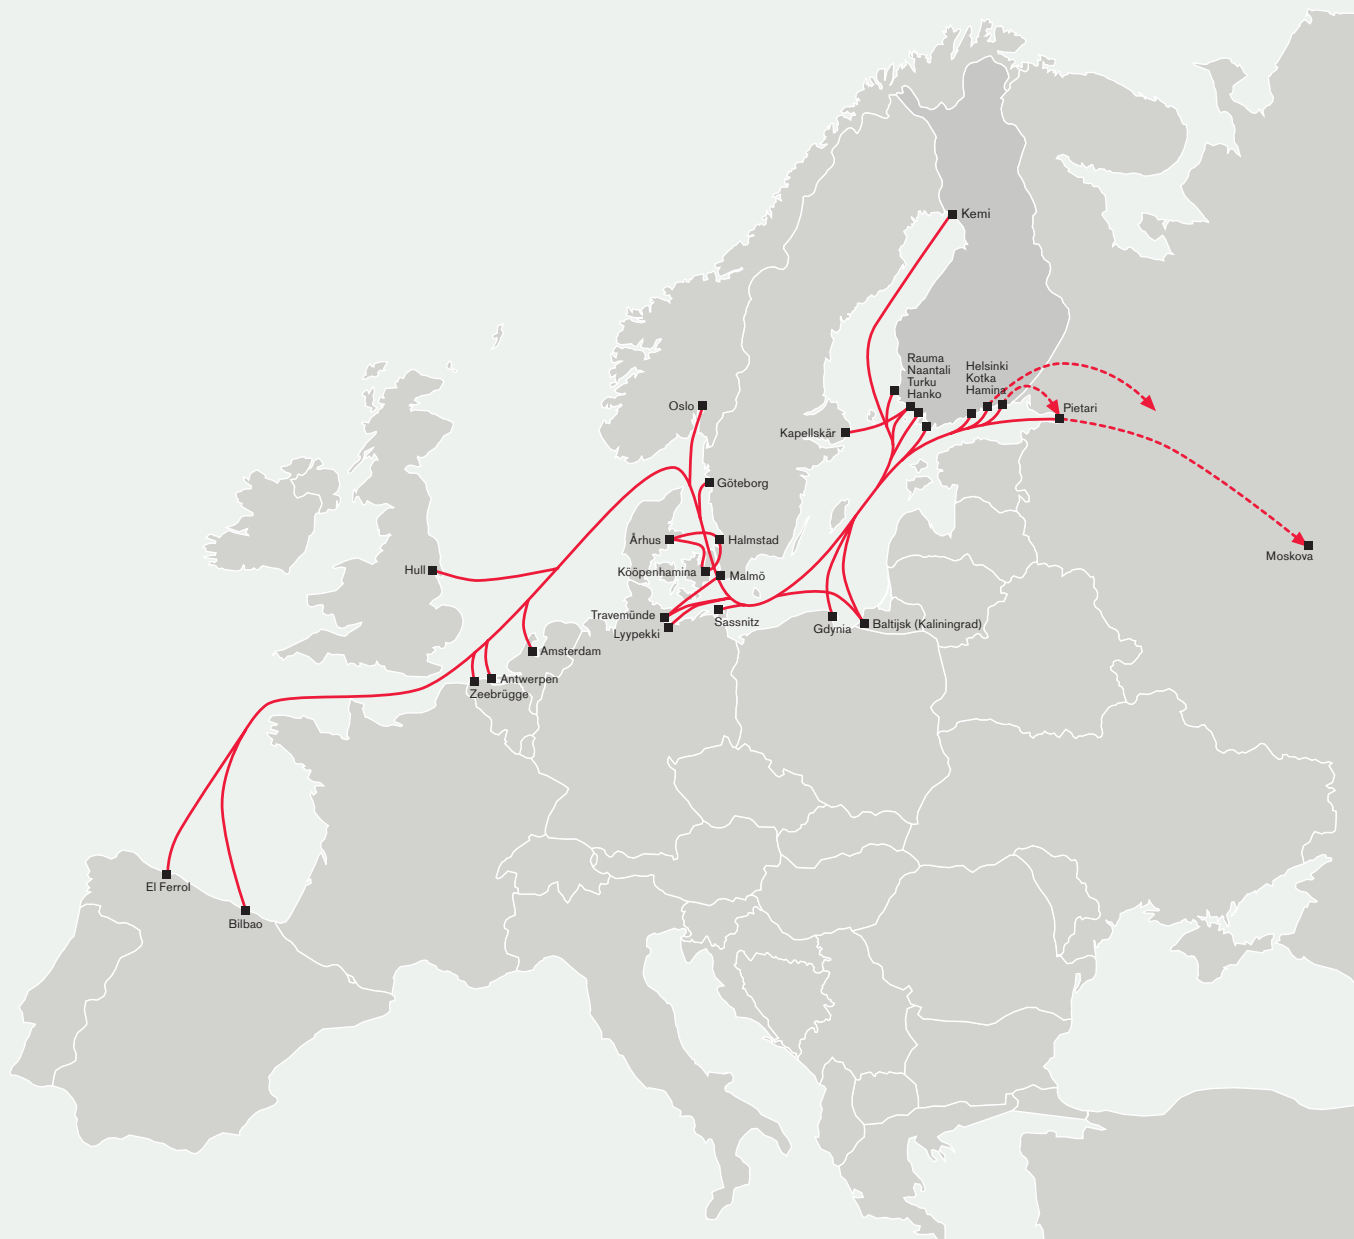 Kemi
Rauma
Naantali
Turku
Hanko
Helsinki
Kotka
Hamina
Pietari
Oslo
Kapellskär
Göteborg
Århus
Halmstad
Moskova
Hull
Kööpenhamina
Malmö
Travemünde
Lyypekki
Sassnitz
Gdynia
Baltijsk (Kaliningrad)
Amsterdam
Antwerpen
Zeebrügge
El Ferrol
Bilbao